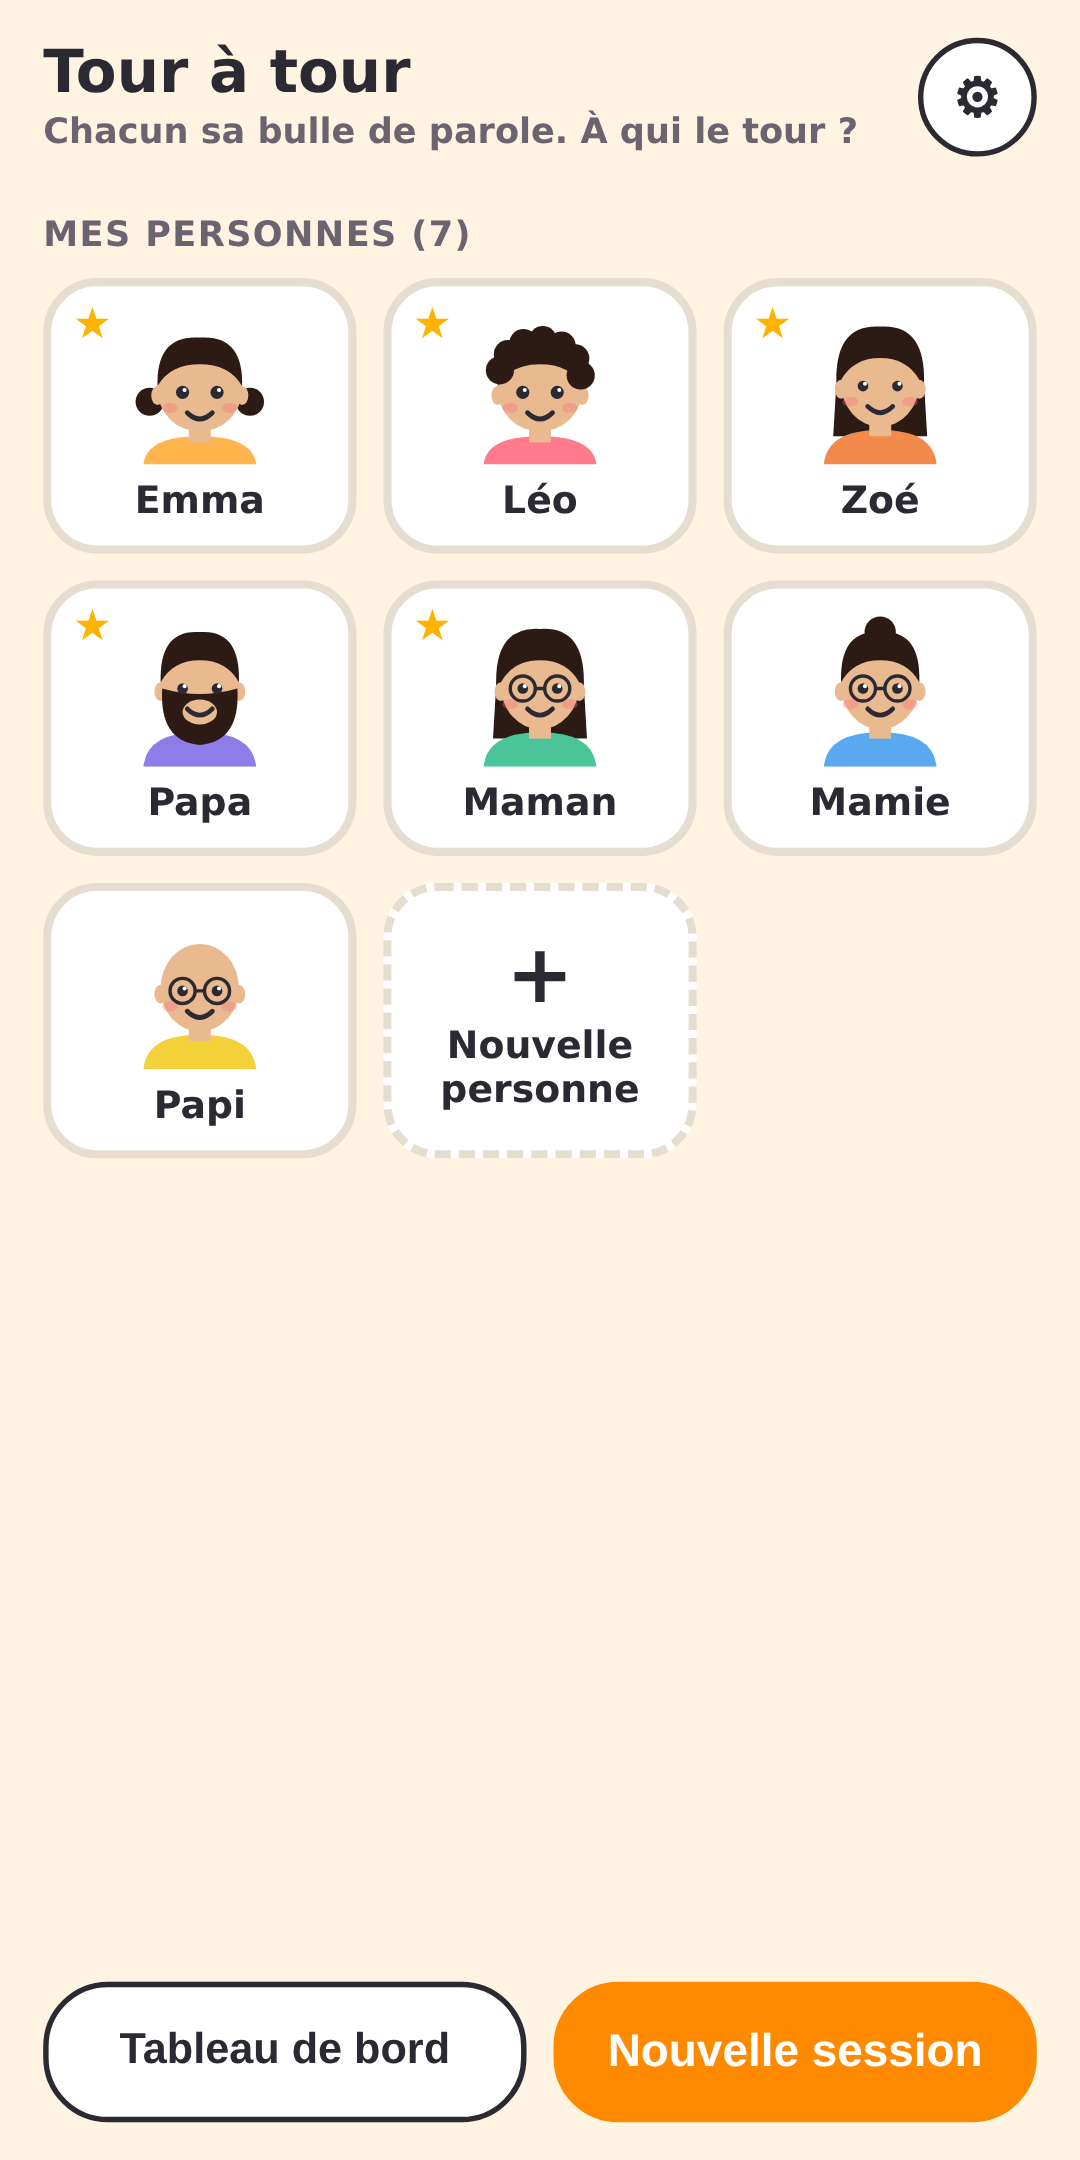 Tour à tour
Chacun sa bulle de parole. À qui le tour ?
MES PERSONNES (7)
Emma
Léo
Zoé
Papa
Maman
Mamie
Papi
Nouvelle
personne
Tableau de bord
Nouvelle session